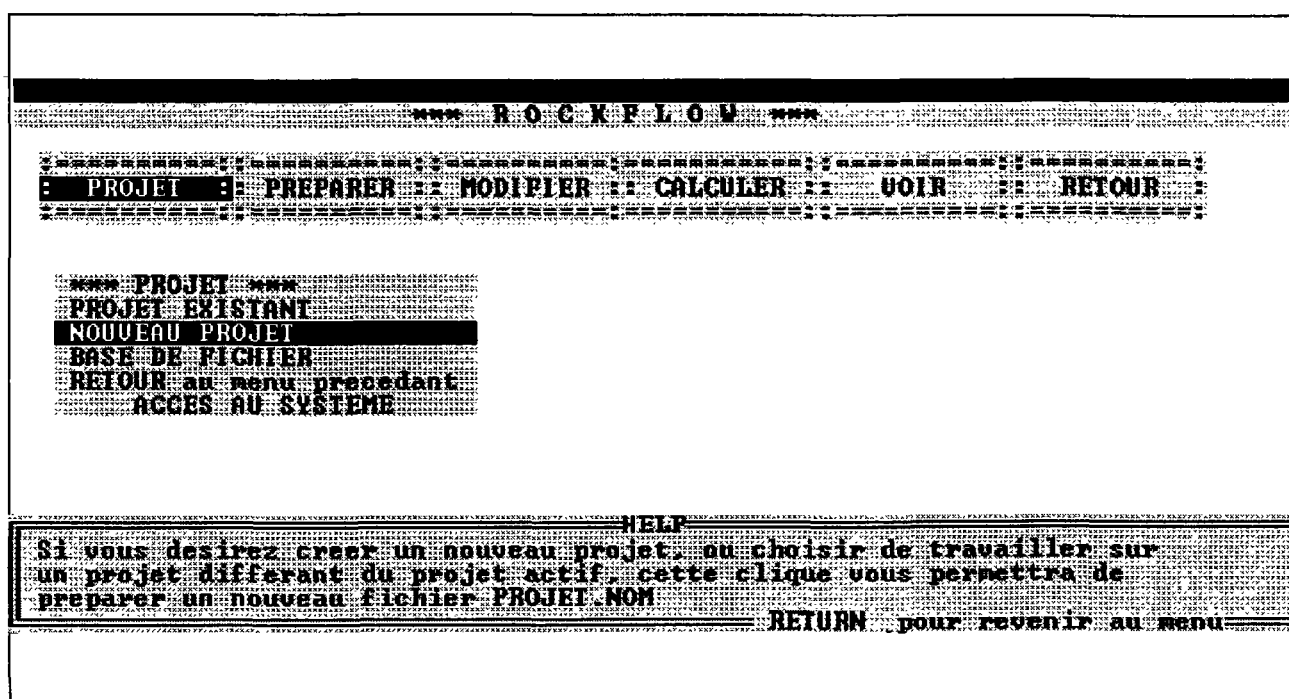 *** R O C K F L O W ***
: PROJET :: PREPARER :: MODIFIER :: CALCULER :: VOIR :: RETOUR :
*** PROJET ***
PROJET EXISTANT
NOUVEAU PROJET
BASE DE FICHIER
RETOUR au menu precedant
ACCES AU SYSTEME
HELP
Si vous desirez creer un nouveau projet, ou choisir de travailler sur
un projet differant du projet actif, cette clique vous permettra de
preparer un nouveau fichier PROJET.NOM
RETURN pour revenir au menu